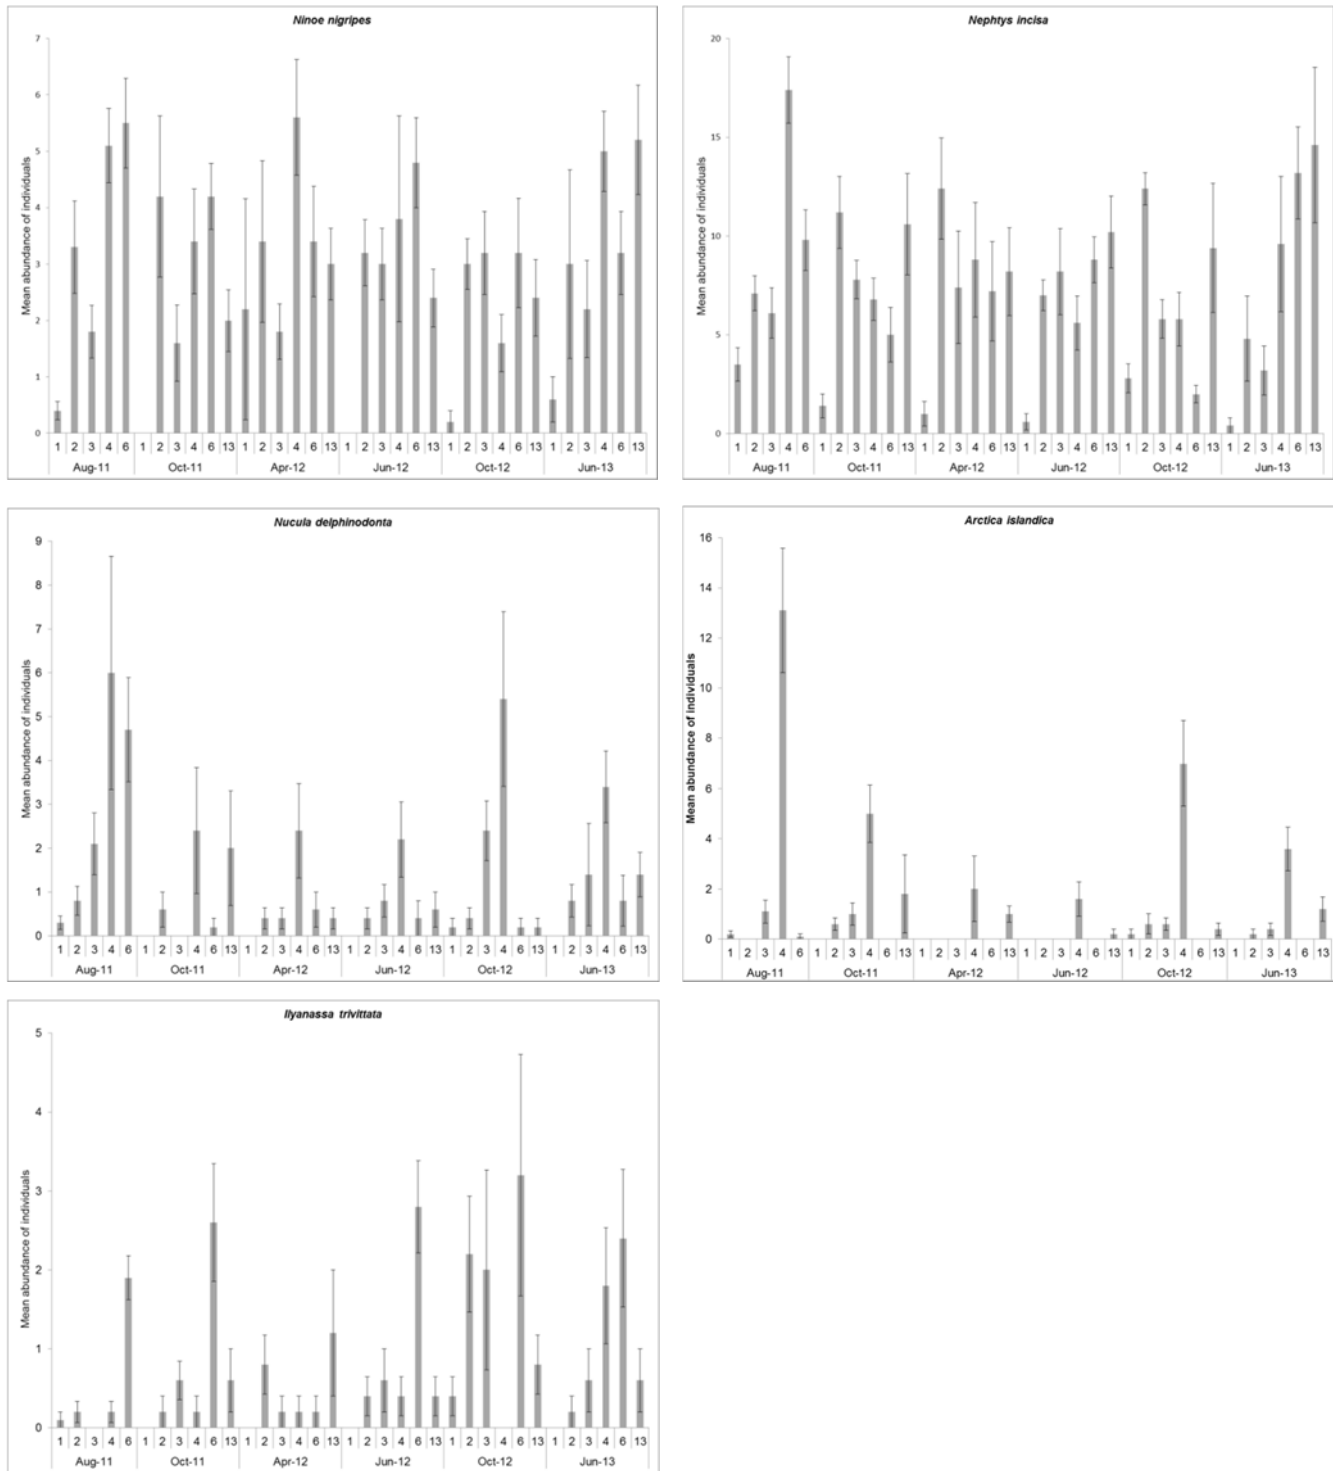 Ninoe nigripes
Mean abundance of individuals
7
6
5
4
3
2
1
0
1 2 3 4 6 1 2 3 4 6 13 1 2 3 4 6 13 1 2 3 4 6 13 1 2 3 4 6 13 1 2 3 4 6 13
Aug-11 Oct-11 Apr-12 Jun-12 Oct-12 Jun-13
Nephtys incisa
Mean abundance of individuals
20
15
10
5
0
1 2 3 4 6 1 2 3 4 6 13 1 2 3 4 6 13 1 2 3 4 6 13 1 2 3 4 6 13 1 2 3 4 6 13
Aug-11 Oct-11 Apr-12 Jun-12 Oct-12 Jun-13
Nucula delphinodonta
Mean abundance of individuals
9
8
7
6
5
4
3
2
1
0
1 2 3 4 6 1 2 3 4 6 13 1 2 3 4 6 13 1 2 3 4 6 13 1 2 3 4 6 13 1 2 3 4 6 13
Aug-11 Oct-11 Apr-12 Jun-12 Oct-12 Jun-13
Arctica islandica
Mean abundance of individuals
16
14
12
10
8
6
4
2
0
1 2 3 4 6 1 2 3 4 6 13 1 2 3 4 6 13 1 2 3 4 6 13 1 2 3 4 6 13 1 2 3 4 6 13
Aug-11 Oct-11 Apr-12 Jun-12 Oct-12 Jun-13
Ilyanassa trivittata
Mean abundance of individuals
5
4
3
2
1
0
1 2 3 4 6 1 2 3 4 6 13 1 2 3 4 6 13 1 2 3 4 6 13 1 2 3 4 6 13 1 2 3 4 6 13
Aug-11 Oct-11 Apr-12 Jun-12 Oct-12 Jun-13